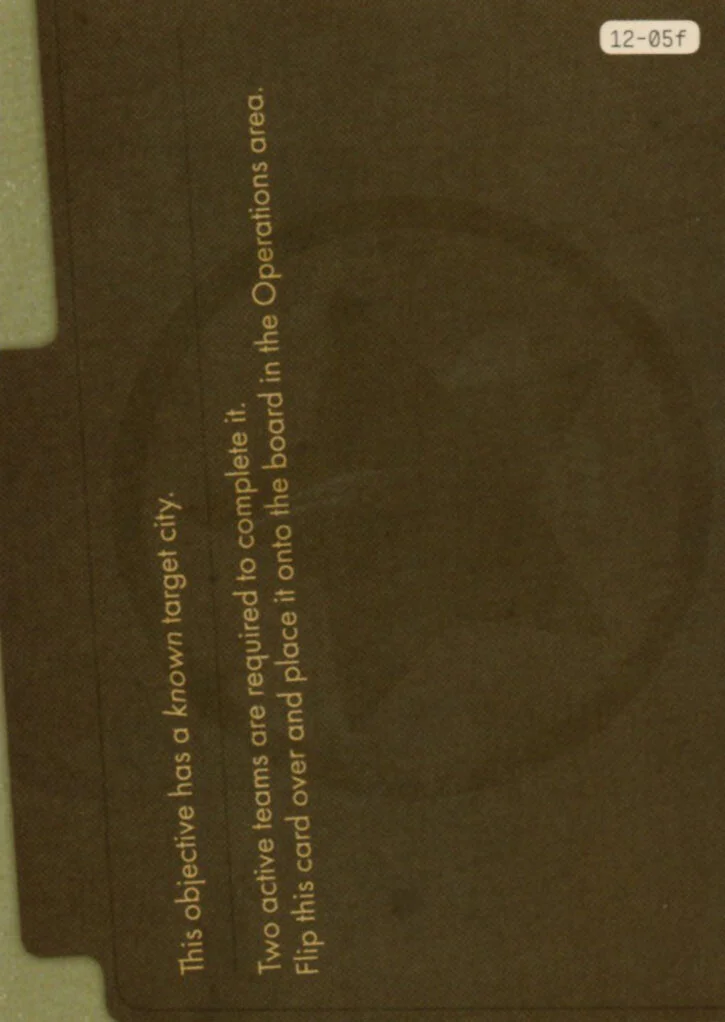 12-05f
This objective has a known target city.
Two active teams are required to complete it.
Flip this card over and place it onto the board in the Operations area.